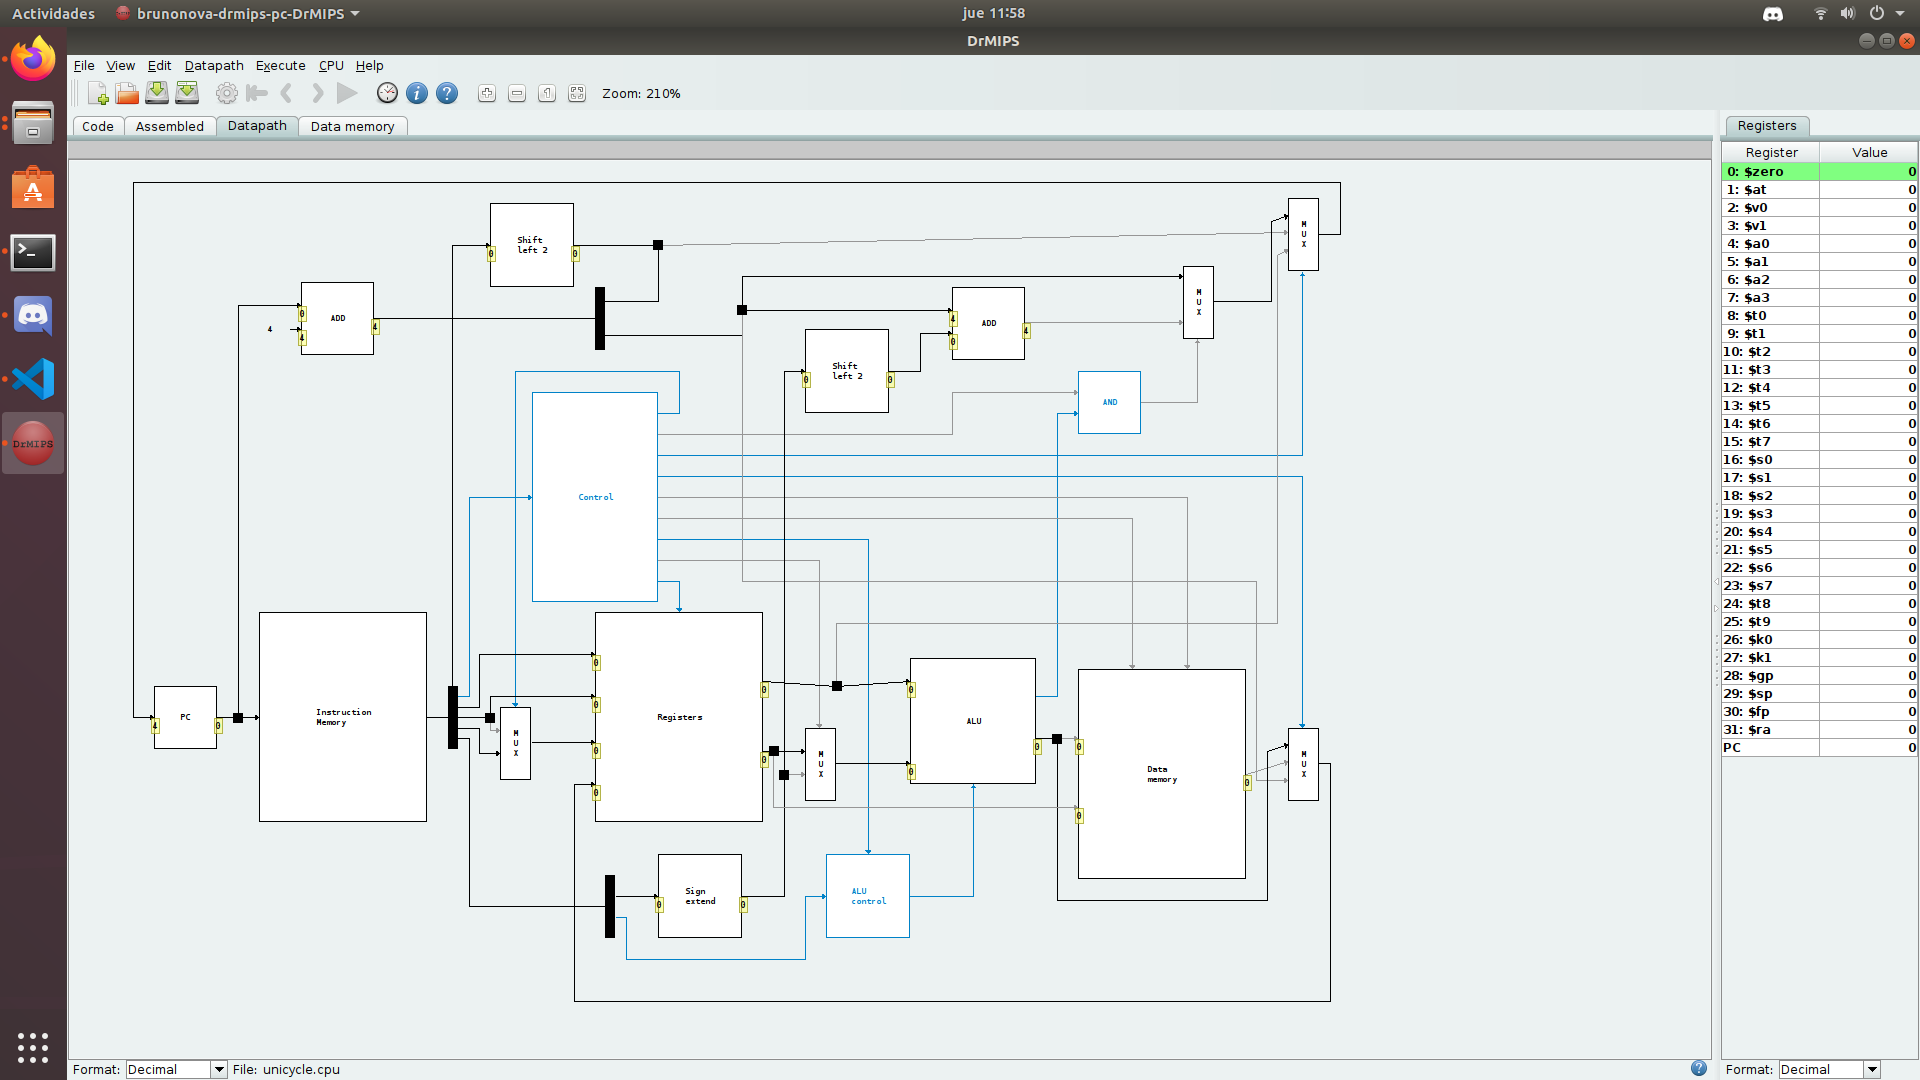 Actividades
brunonova-drmips-pc-DrMIPS
jue 11:58
DrMIPS
File View Edit Datapath Execute CPU Help
Zoom: 210%
Code Assembled Datapath Data memory
Registers
Register Value
0: $zero 0
1: $at 0
2: $v0 0
3: $v1 0
4: $a0 0
5: $a1 0
6: $a2 0
7: $a3 0
8: $t0 0
9: $t1 0
10: $t2 0
11: $t3 0
12: $t4 0
13: $t5 0
14: $t6 0
15: $t7 0
16: $s0 0
17: $s1 0
18: $s2 0
19: $s3 0
20: $s4 0
21: $s5 0
22: $s6 0
23: $s7 0
24: $t8 0
25: $t9 0
26: $k0 0
27: $k1 0
28: $gp 0
29: $sp 0
30: $fp 0
31: $ra 0
PC 0
Shift
left 2
0 0
MUX
ADD
0
4 4
4
MUX
ADD
4
0
4
Shift
left 2
0 0
AND
Control
PC
4 0
Instruction
Memory
MUX
Registers
0
0
0
0
0
0
MUX
ALU
0
0
0
Data
memory
0
0
0
MUX
Sign
extend
0 0
ALU
control
DrMIPS
Format: Decimal
File: unicycle.cpu
Format: Decimal